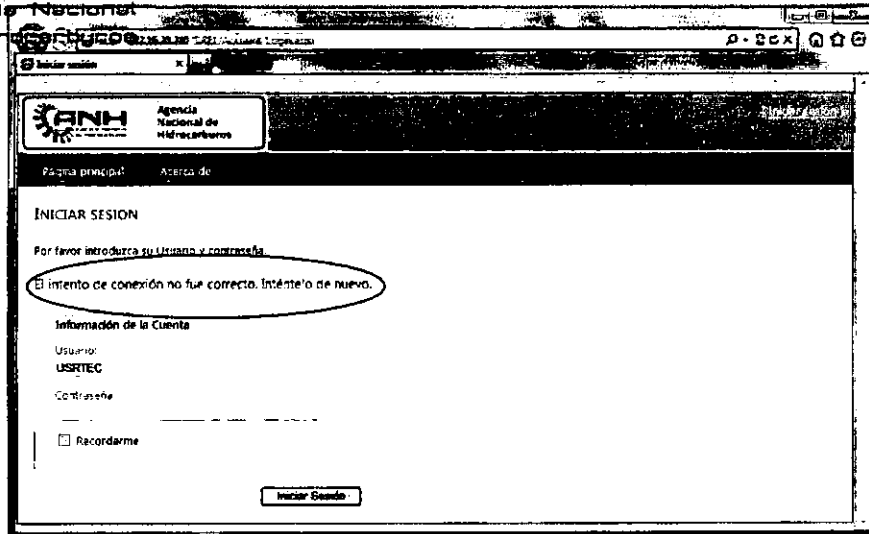 Nacional
Iniciar sesión
ANH
Agencia
Nacional de
Hidrocarburos
Página principal Acerca de
INICIAR SESION
Por favor introduzca su Usuario y contraseña.
El intento de conexión no fue correcto. Inténtelo de nuevo.
Información de la Cuenta
Usuario:
USRTEC
Contraseña
Recordarme
Iniciar Sesión